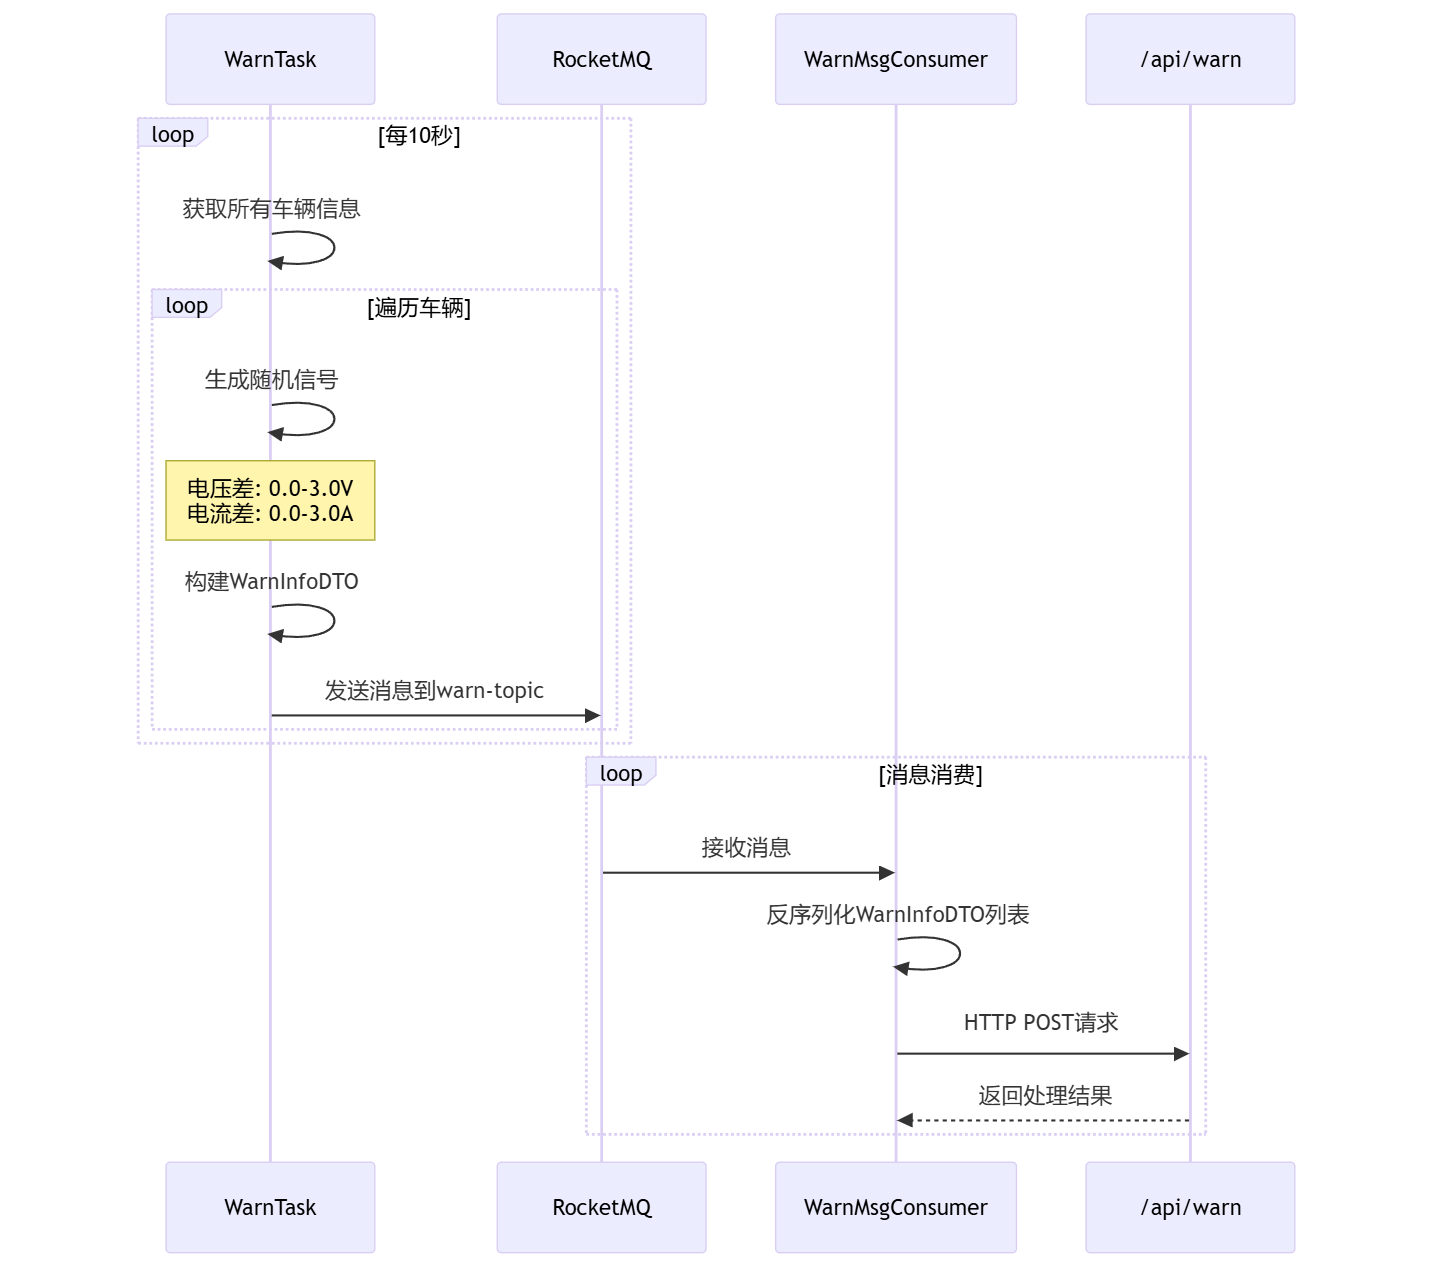 WarnTask
RocketMQ
WarnMsgConsumer
/api/warn
loop
[每10秒]
获取所有车辆信息
loop
[遍历车辆]
生成随机信号
电压差: 0.0-3.0V
电流差: 0.0-3.0A
构建WarnInfoDTO
发送消息到warn-topic
loop
[消息消费]
接收消息
反序列化WarnInfoDTO列表
HTTP POST请求
返回处理结果
WarnTask
RocketMQ
WarnMsgConsumer
/api/warn